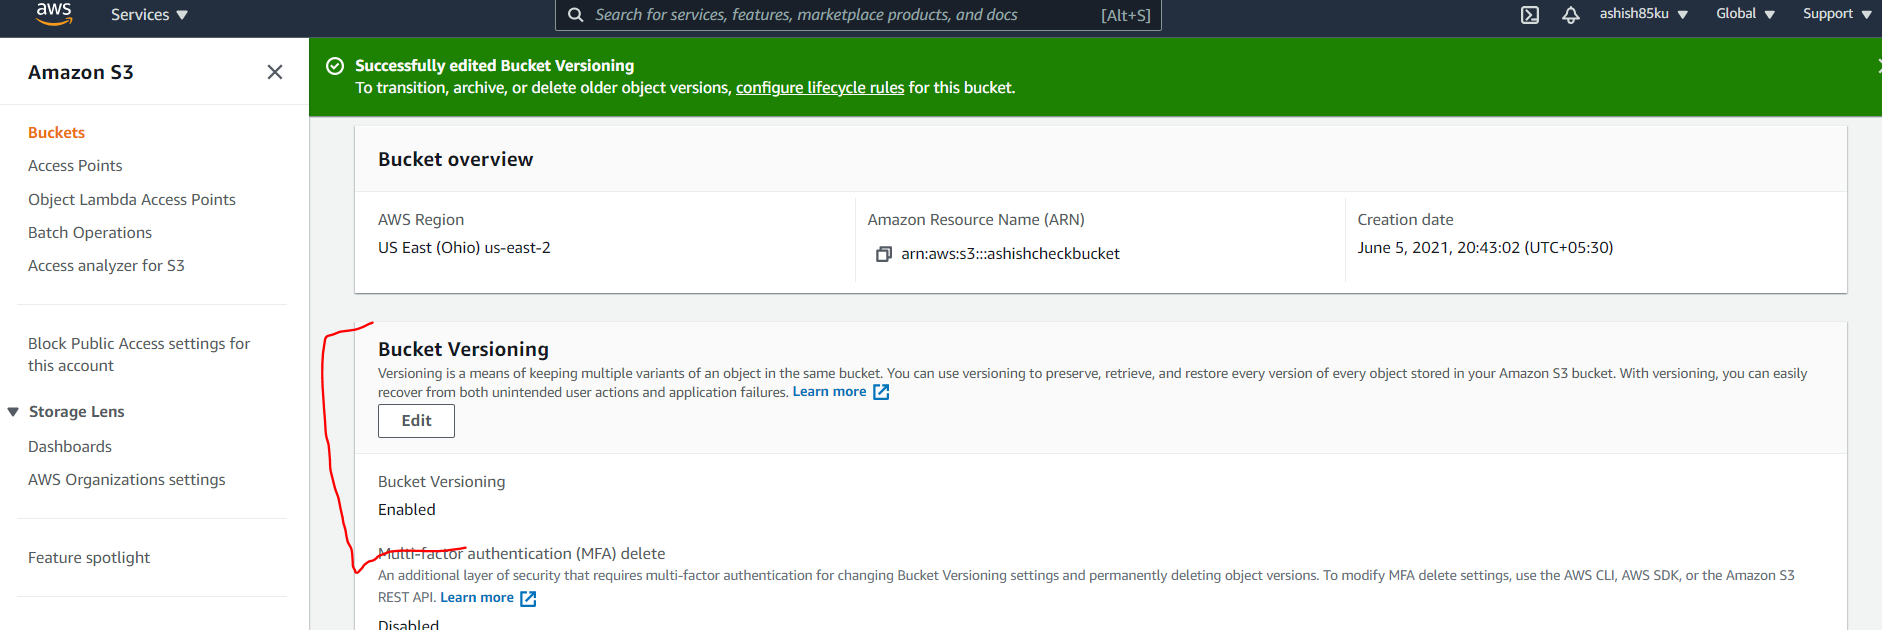 aws
Services ▼
Search for services, features, marketplace products, and docs
[Alt+S]
ashish85ku ▼
Global ▼
Support ▼
Amazon S3
Buckets
Access Points
Object Lambda Access Points
Batch Operations
Access analyzer for S3
Block Public Access settings for
this account
Storage Lens
Dashboards
AWS Organizations settings
Feature spotlight
Successfully edited Bucket Versioning
To transition, archive, or delete older object versions, configure lifecycle rules for this bucket.
Bucket overview
AWS Region
US East (Ohio) us-east-2
Amazon Resource Name (ARN)
arn:aws:s3:::ashishcheckbucket
Creation date
June 5, 2021, 20:43:02 (UTC+05:30)
Bucket Versioning
Versioning is a means of keeping multiple variants of an object in the same bucket. You can use versioning to preserve, retrieve, and restore every version of every object stored in your Amazon S3 bucket. With versioning, you can easily
recover from both unintended user actions and application failures. Learn more
Edit
Bucket Versioning
Enabled
Multi-factor authentication (MFA) delete
An additional layer of security that requires multi-factor authentication for changing Bucket Versioning settings and permanently deleting object versions. To modify MFA delete settings, use the AWS CLI, AWS SDK, or the Amazon S3
REST API. Learn more
Disabled